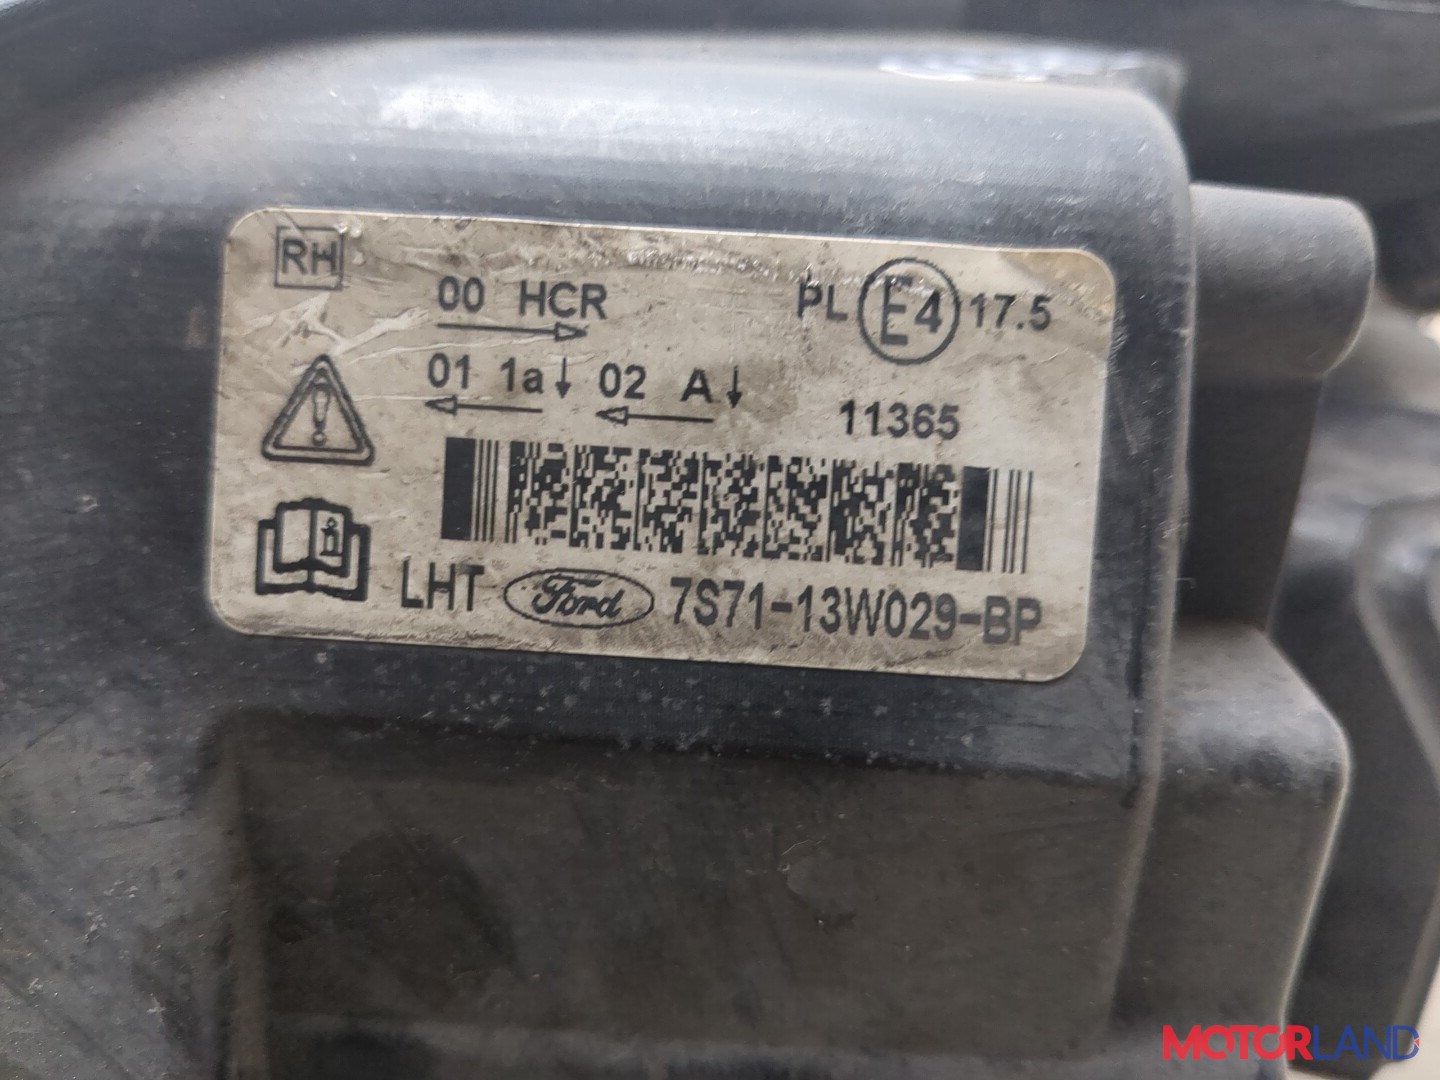 RH
00 HCR PL E4 17.5
01 1a↓ 02 A↓
11365
LHT Ford 7S71-13W029-BP
MOTORLAND